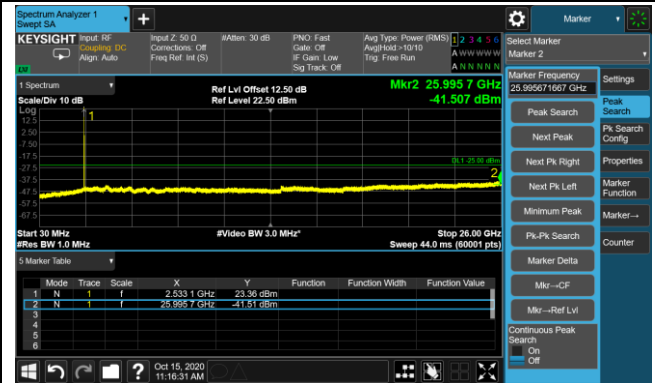 Spectrum Analyzer 1
Swept SA
+
Marker
KEYSIGHT Input: RF Input Z: 50 Ω #Atten: 30 dB PNO: Fast Avg Type: Power (RMS) 1 2 3 4 5 6
Coupling: DC Corrections: Off Gate: Off Avg|Hold:>10/10 A W W W W W
Align: Auto Freq Ref: Int (S) IF Gain: Low Trig: Free Run A N N N N N
Sig Track: Off
Select Marker
Marker 2
1 Spectrum
Ref Lvl Offset 12.50 dB
Mkr2 25.995 7 GHz
Scale/Div 10 dB
Ref Level 22.50 dBm
-41.507 dBm
Log
12.5
2.50
-7.50
-17.5
-27.5
-37.5
-47.5
-57.5
-67.5
1
2
Start 30 MHz
#Video BW 3.0 MHz*
Stop 26.00 GHz
#Res BW 1.0 MHz
Sweep 44.0 ms (60001 pts)
5 Marker Table
Mode Trace Scale X Y Function Function Width Function Value
1 N 1 f 2.533 1 GHz 23.36 dBm
2 N 1 f 25.995 7 GHz -41.51 dBm
3
4
5
6
Oct 15, 2020
11:16:31 AM
Marker Frequency
25.995671667 GHz
Peak Search
Next Peak
Next Pk Right
Next Pk Left
Minimum Peak
Pk-Pk Search
Marker Delta
Mkr→CF
Mkr→Ref Lvl
Continuous Peak
Search
On
Off
Settings
Peak
Search
Pk Search
Config
Properties
Marker
Function
Marker→
Counter